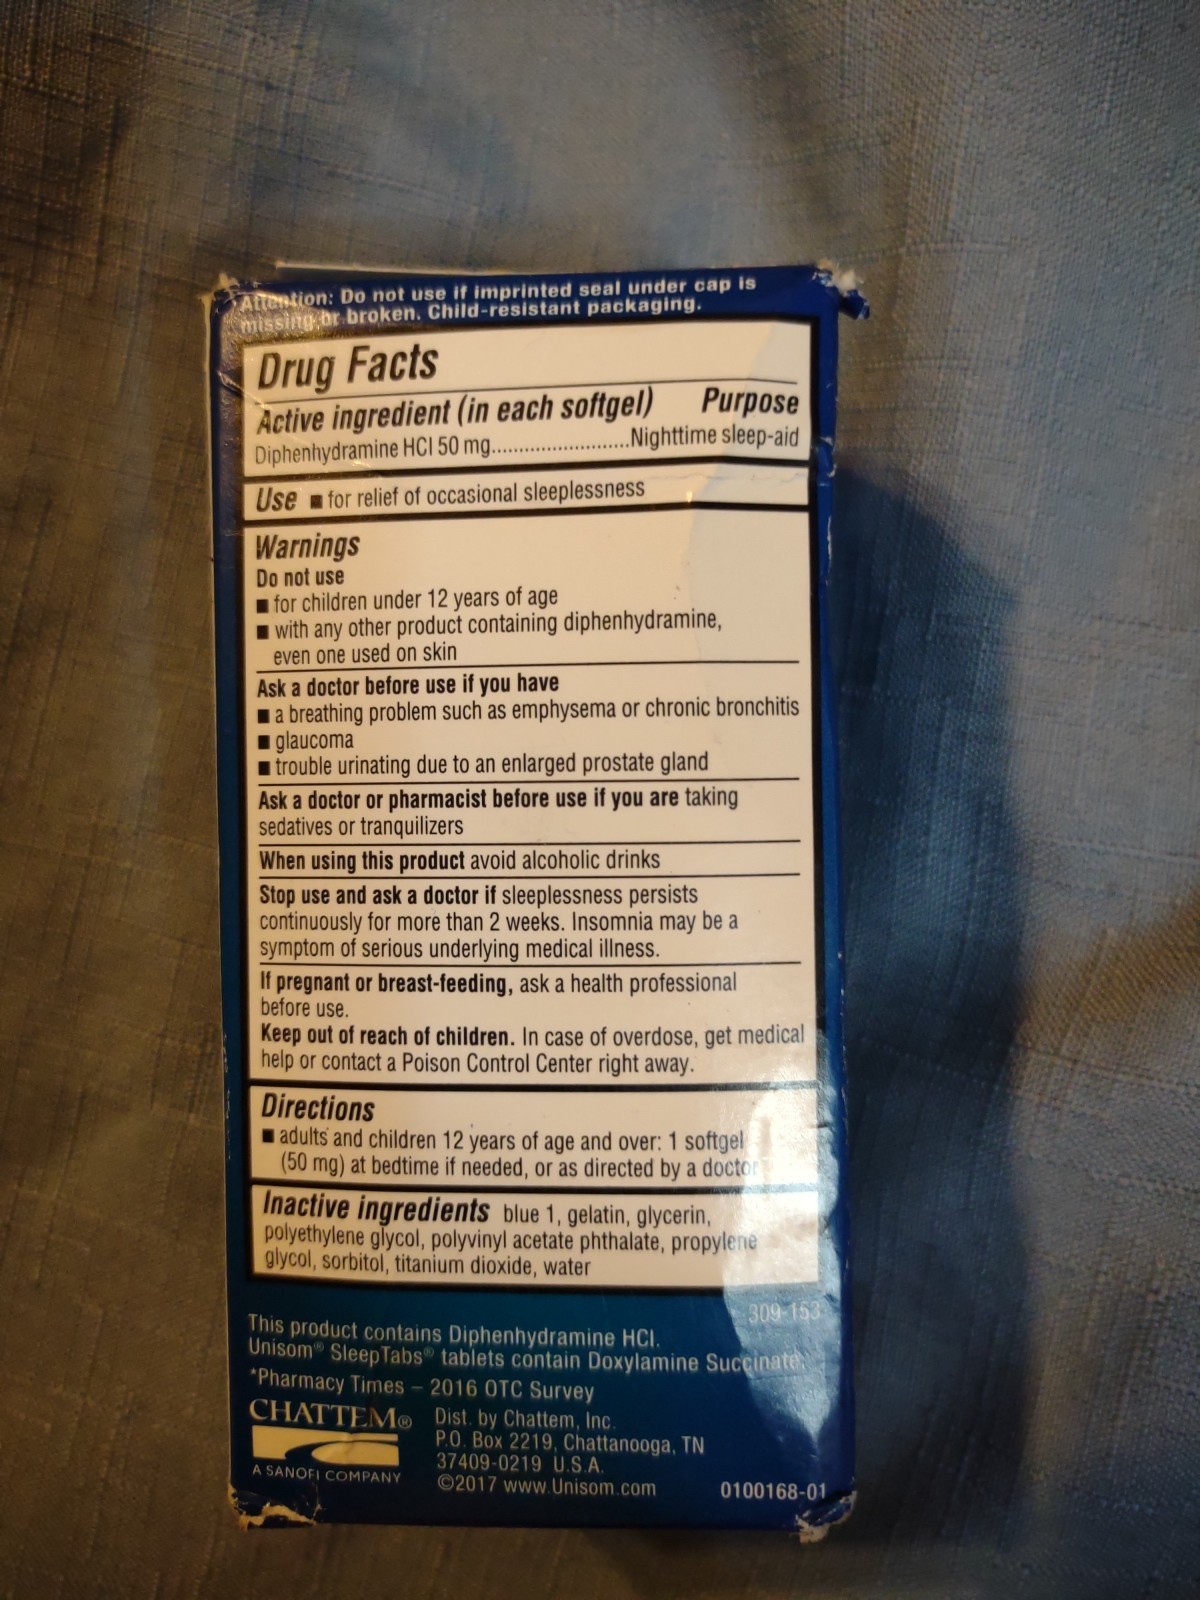 Attention: Do not use if imprinted seal under cap is
missing or broken. Child-resistant packaging.
Drug Facts
Active ingredient (in each softgel) Purpose
Diphenhydramine HCl 50 mg......................Nighttime sleep-aid
Use ■ for relief of occasional sleeplessness
Warnings
Do not use
■ for children under 12 years of age
■ with any other product containing diphenhydramine,
even one used on skin
Ask a doctor before use if you have
■ a breathing problem such as emphysema or chronic bronchitis
■ glaucoma
■ trouble urinating due to an enlarged prostate gland
Ask a doctor or pharmacist before use if you are taking
sedatives or tranquilizers
When using this product avoid alcoholic drinks
Stop use and ask a doctor if sleeplessness persists
continuously for more than 2 weeks. Insomnia may be a
symptom of serious underlying medical illness.
If pregnant or breast-feeding, ask a health professional
before use.
Keep out of reach of children. In case of overdose, get medical
help or contact a Poison Control Center right away.
Directions
■ adults and children 12 years of age and over: 1 softgel
(50 mg) at bedtime if needed, or as directed by a doctor
Inactive ingredients blue 1, gelatin, glycerin,
polyethylene glycol, polyvinyl acetate phthalate, propylene
glycol, sorbitol, titanium dioxide, water
309-153
This product contains Diphenhydramine HCl.
Unisom® SleepTabs® tablets contain Doxylamine Succinate.
*Pharmacy Times – 2016 OTC Survey
CHATTEM®
A SANOFI COMPANY
Dist. by Chattem, Inc.
P.O. Box 2219, Chattanooga, TN
37409-0219 U.S.A.
©2017 www.Unisom.com
0100168-01